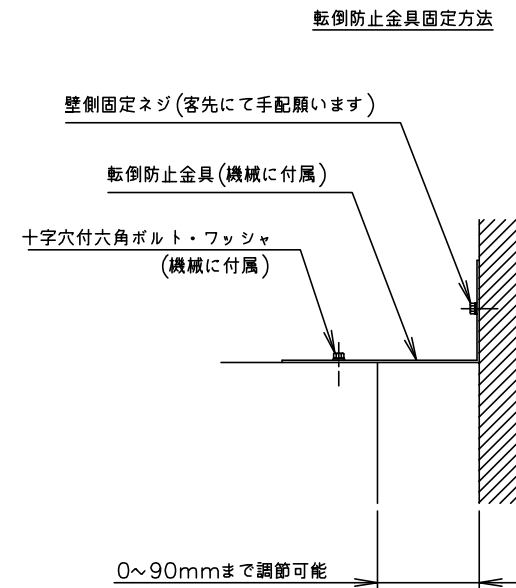 転倒防止金具固定方法
壁側固定ネジ(客先にて手配願います)
転倒防止金具(機械に付属)
十字穴付六角ボルト・ワッシャ
(機械に付属)
0~90mmまで調節可能